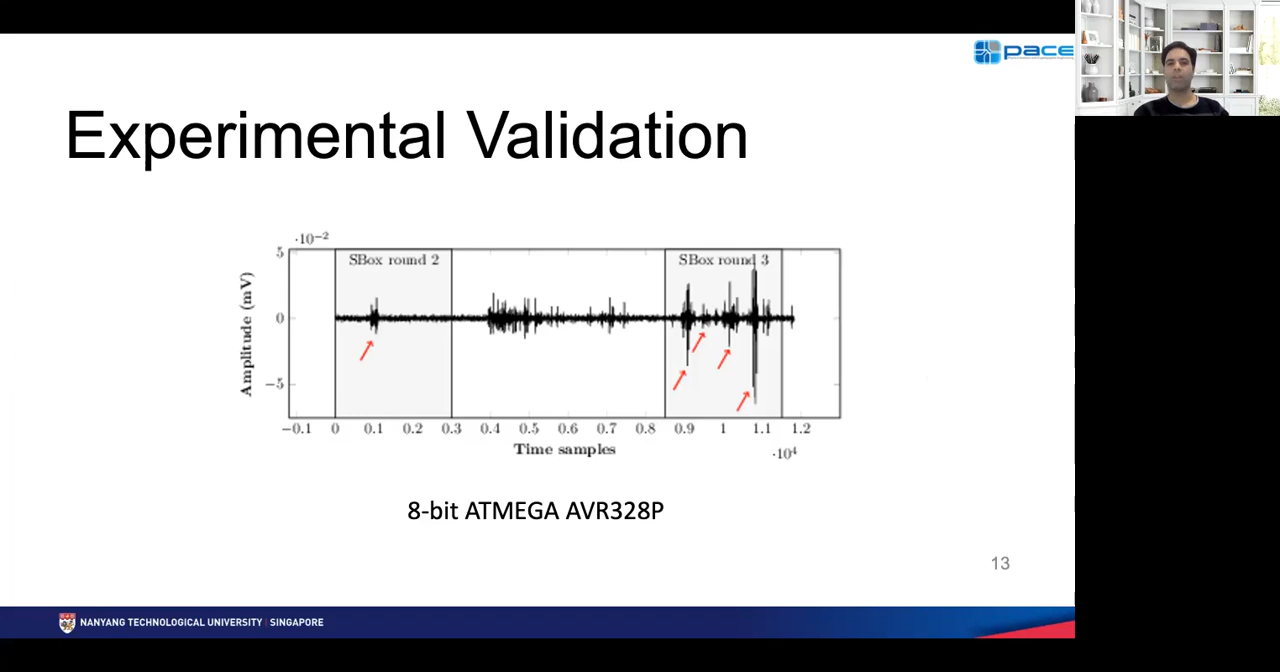 pace
Experimental Validation
·10⁻²
SBox round 2
SBox round 3
5
0
−5
Amplitude (mV)
−0.1 0 0.1 0.2 0.3 0.4 0.5 0.6 0.7 0.8 0.9 1 1.1 1.2
Time samples
·10⁴
8-bit ATMEGA AVR328P
13
NANYANG TECHNOLOGICAL UNIVERSITY | SINGAPORE